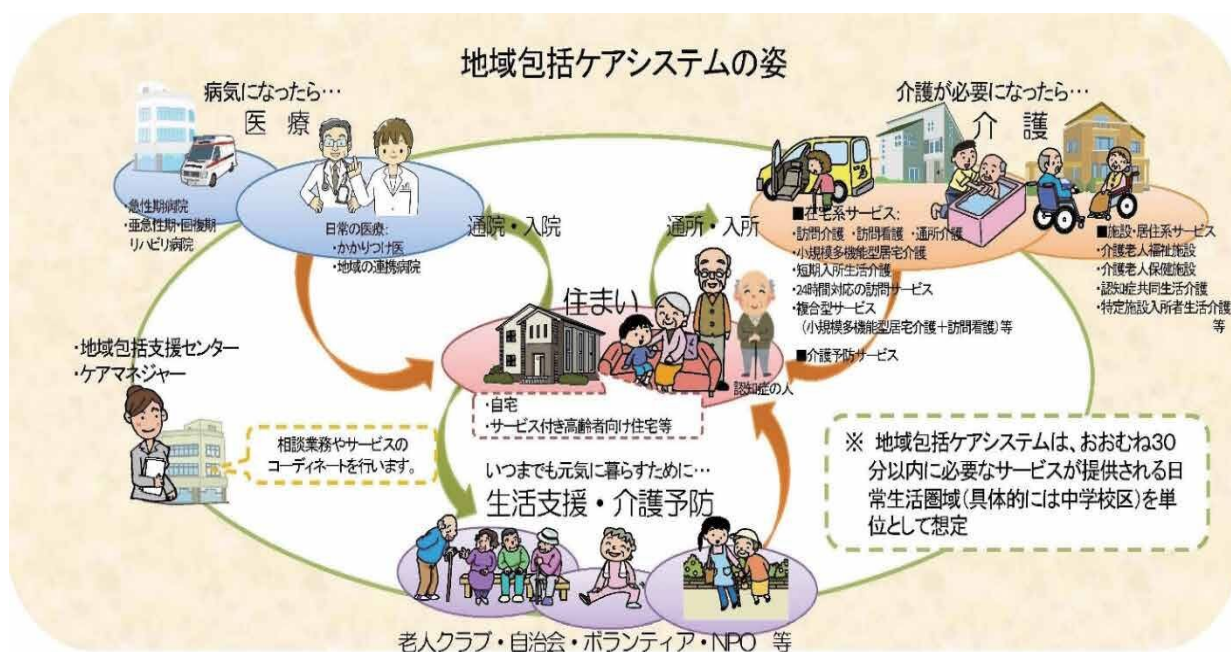 地域包括ケアシステムの姿
病気になったら…
医 療
・急性期病院
・亜急性期・回復期
リハビリ病院
日常の医療:
・かかりつけ医
・地域の連携病院
通院・入院
通所・入所
介護が必要になったら…
介 護
■在宅系サービス:
・訪問介護 ・訪問看護 ・通所介護
・小規模多機能型居宅介護
・短期入所生活介護
・24時間対応の訪問サービス
・複合型サービス
(小規模多機能型居宅介護+訪問看護)等
■介護予防サービス
■施設・居住系サービス
・介護老人福祉施設
・介護老人保健施設
・認知症共同生活介護
・特定施設入所者生活介護
等
住まい
認知症の人
・自宅
・サービス付き高齢者向け住宅等
・地域包括支援センター
・ケアマネジャー
相談業務やサービスの
コーディネートを行います。
いつまでも元気に暮らすために…
生活支援・介護予防
老人クラブ・自治会・ボランティア・NPO 等
※ 地域包括ケアシステムは、おおむね30
分以内に必要なサービスが提供される日
常生活圏域(具体的には中学校区)を単
位として想定